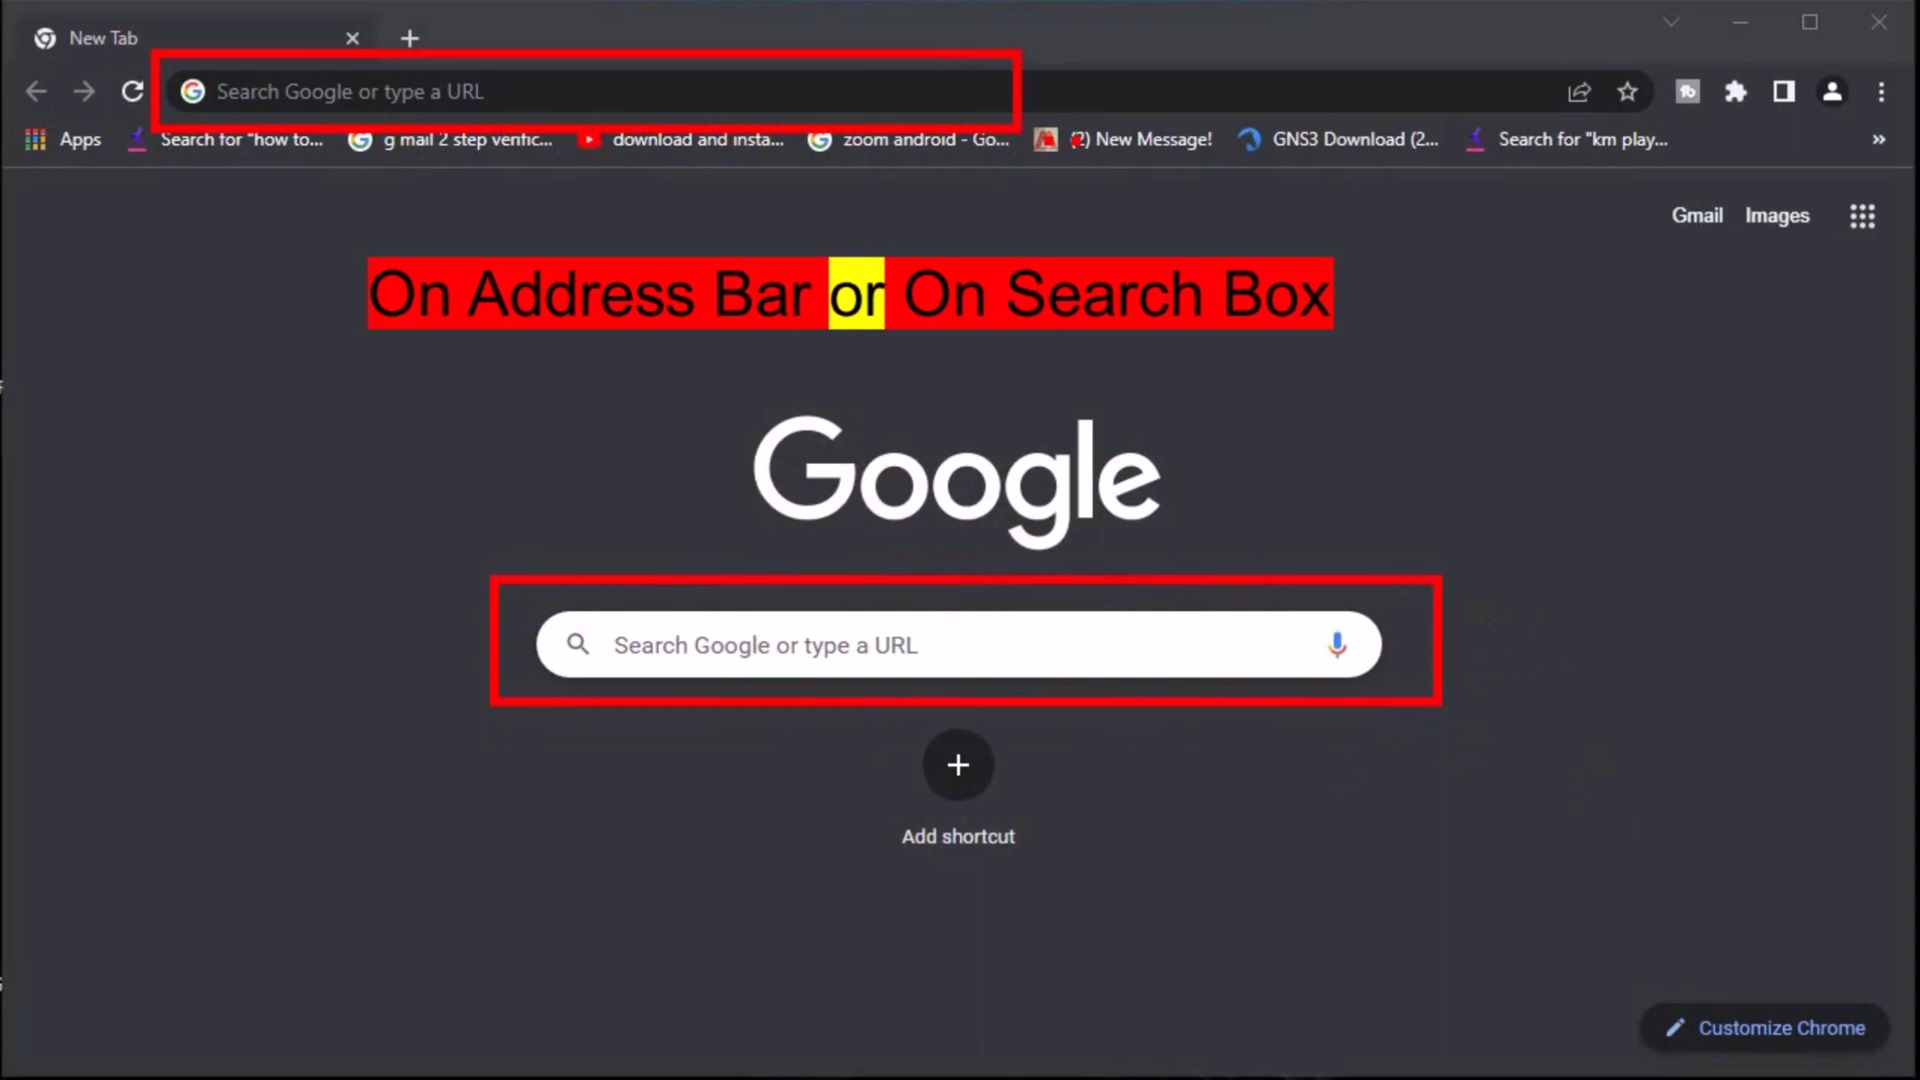 New Tab
Search Google or type a URL
Apps
Search for "how to...
g mail 2 step verific...
download and insta...
zoom android - Go...
(2) New Message!
GNS3 Download (2...
Search for "km play...
»
Gmail Images
On Address Bar or On Search Box
Google
Search Google or type a URL
Add shortcut
Customize Chrome